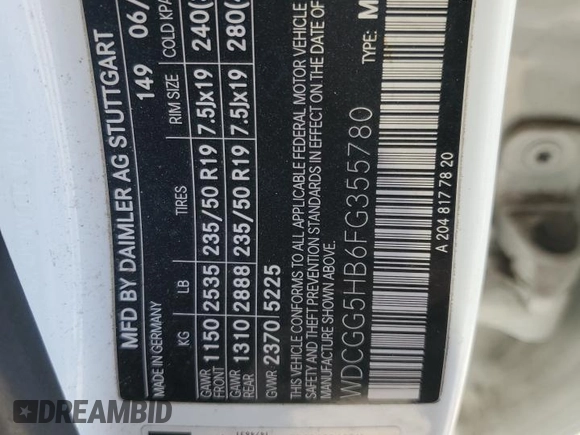 MFD BY DAIMLER AG STUTTGART
MADE IN GERMANY
149 06/
KG LB TIRES RIM SIZE COLD KPA
GAWR FRONT 1150 2535 235/50 R19 7.5Jx19 240(
GAWR REAR 1310 2888 235/50 R19 7.5Jx19 280(
GVWR 2370 5225
THIS VEHICLE CONFORMS TO ALL APPLICABLE FEDERAL MOTOR VEHICLE
SAFETY AND THEFT PREVENTION STANDARDS IN EFFECT ON THE DATE OF
MANUFACTURE SHOWN ABOVE.
WDCGG5HB6FG355780 TYPE: M
A 204 817 78 20
DREAMBID